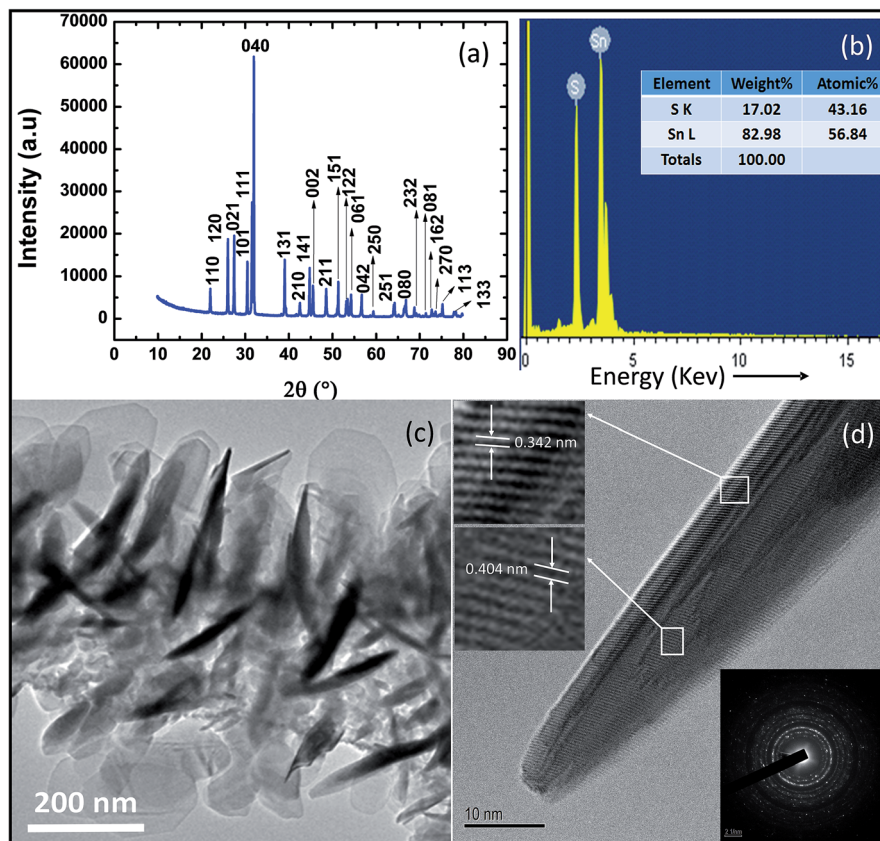 (a)
Intensity (a.u)
70000
60000
50000
40000
30000
20000
10000
0
110
120
021
101
111
040
131
210
141
002
211
151
122
061
042
250
251
080
232
081
162
270
113
133
0 10 20 30 40 50 60 70 80 90
2θ (°)
(b)
S
Sn
Element Weight% Atomic%
S K 17.02 43.16
Sn L 82.98 56.84
Totals 100.00
0 5 10 15
Energy (Kev)
(c)
200 nm
(d)
0.342 nm
0.404 nm
10 nm